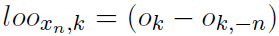 loo_{x_n,k} = (o_k − o_{k,−n})